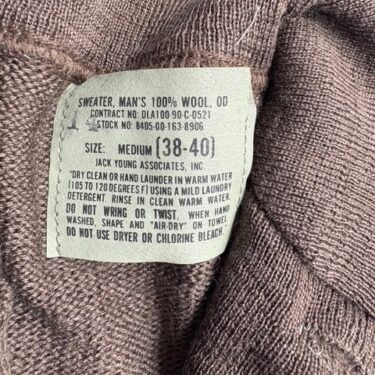 SWEATER, MAN'S 100% WOOL, OD
CONTRACT NO: DLA100-90-C-0521
STOCK NO: 8405-00-163-8906
SIZE: MEDIUM (38-40)
JACK YOUNG ASSOCIATES, INC.
"DRY CLEAN OR HAND LAUNDER IN WARM WATER
(105 TO 120 DEGREES F) USING A MILD LAUNDRY
DETERGENT. RINSE IN CLEAN WARM WATER.
DO NOT WRING OR TWIST. WHEN HAND
WASHED, SHAPE AND "AIR-DRY" ON TOWEL
DO NOT USE DRYER OR CHLORINE BLEACH.